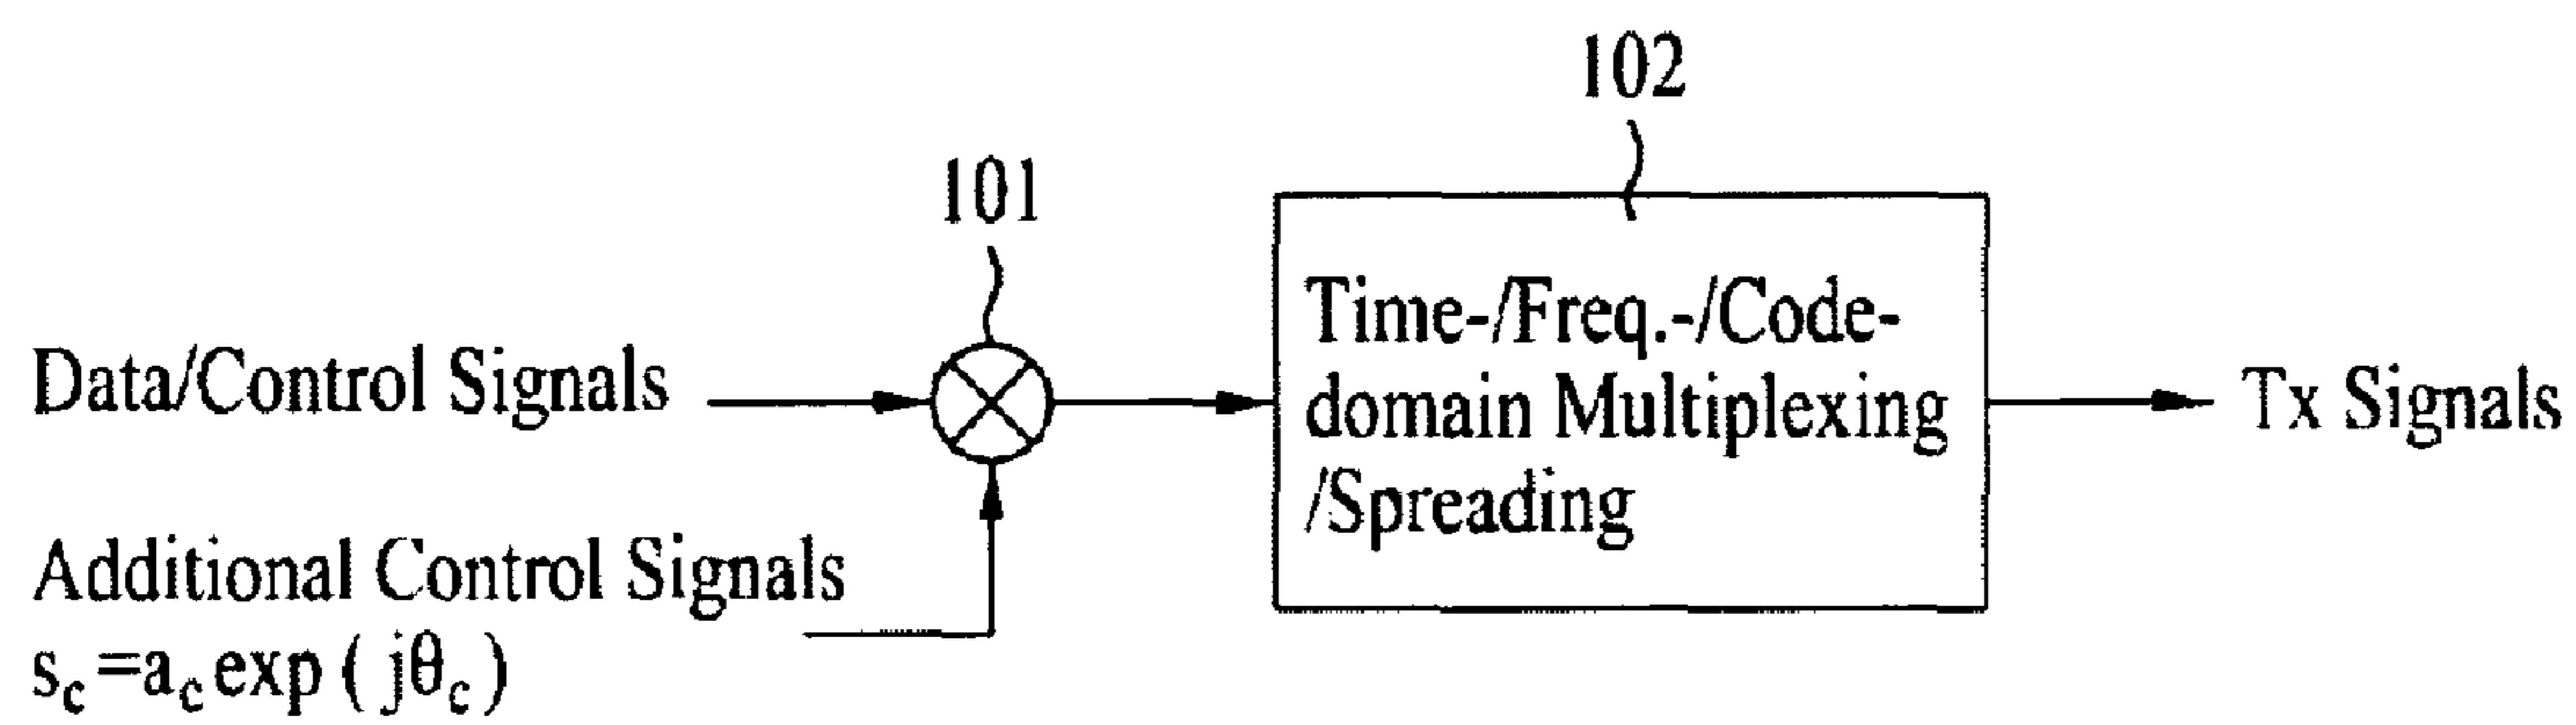 102
101
Time-/Freq.-/Code-
domain Multiplexing
/Spreading
Data/Control Signals
Tx Signals
Additional Control Signals
s_c=a_c exp ( jθ_c )